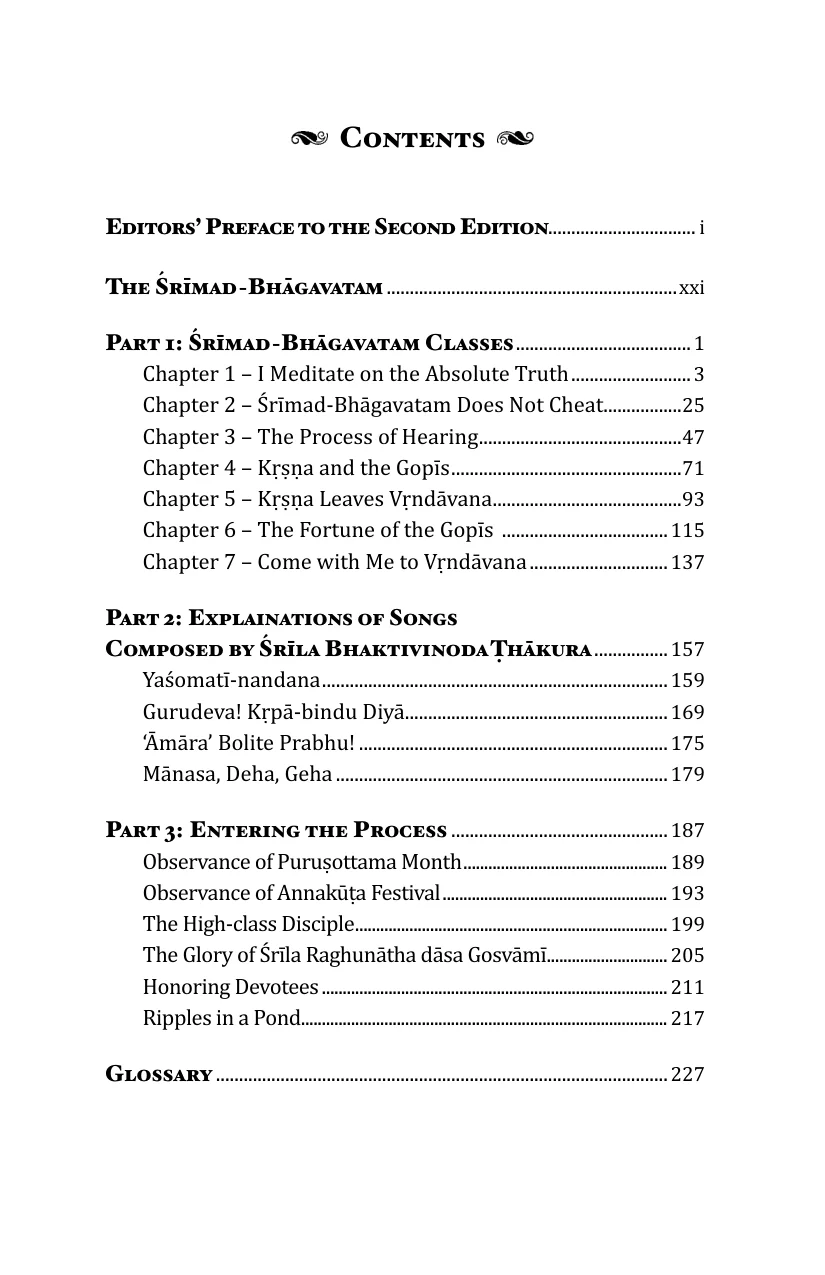 Contents
Editors’ Preface to the Second Edition................................ i
The Śrīmad-Bhāgavatam ...............................................................xxi
Part 1: Śrīmad-Bhāgavatam Classes...................................... 1
Chapter 1 – I Meditate on the Absolute Truth.......................... 3
Chapter 2 – Śrīmad-Bhāgavatam Does Not Cheat.................25
Chapter 3 – The Process of Hearing............................................47
Chapter 4 – Kṛṣṇa and the Gopīs..................................................71
Chapter 5 – Kṛṣṇa Leaves Vṛndāvana.........................................93
Chapter 6 – The Fortune of the Gopīs .................................... 115
Chapter 7 – Come with Me to Vṛndāvana.............................. 137
Part 2: Explainations of Songs
Composed by Śrīla Bhaktivinoda Ṭhākura................ 157
Yaśomatī-nandana........................................................................... 159
Gurudeva! Kṛpā-bindu Diyā......................................................... 169
‘Āmāra’ Bolite Prabhu! ................................................................... 175
Mānasa, Deha, Geha ........................................................................ 179
Part 3: Entering the Process ............................................... 187
Observance of Puruṣottama Month............................................. 189
Observance of Annakūṭa Festival.................................................. 193
The High-class Disciple..................................................................... 199
The Glory of Śrīla Raghunātha dāsa Gosvāmī........................... 205
Honoring Devotees ............................................................................ 211
Ripples in a Pond................................................................................. 217
Glossary ................................................................................................. 227